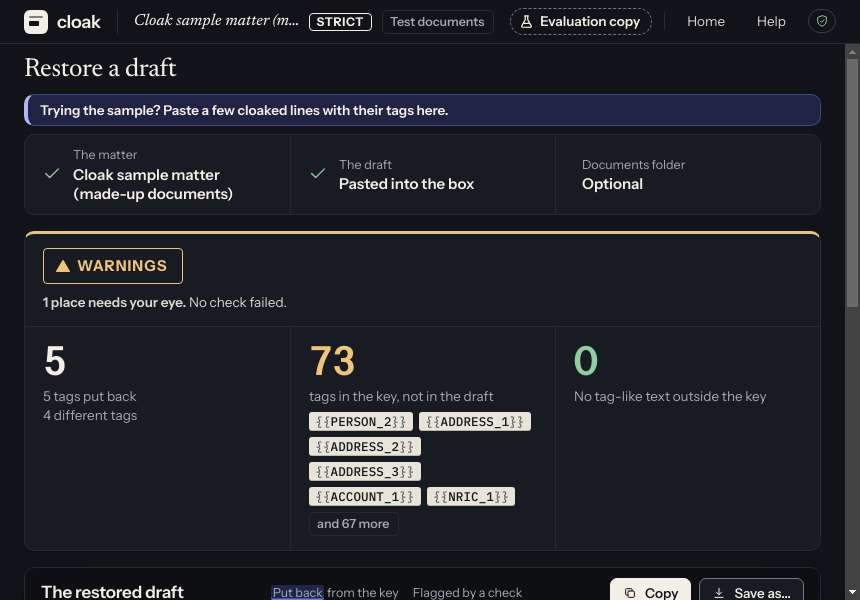 cloak
Cloak sample matter (m...
STRICT
Test documents
Evaluation copy
Home
Help
Restore a draft
Trying the sample? Paste a few cloaked lines with their tags here.
The matter
Cloak sample matter
(made-up documents)
The draft
Pasted into the box
Documents folder
Optional
WARNINGS
1 place needs your eye. No check failed.
5
5 tags put back
4 different tags
73
tags in the key, not in the draft
{{PERSON_2}} {{ADDRESS_1}}
{{ADDRESS_2}}
{{ADDRESS_3}}
{{ACCOUNT_1}} {{NRIC_1}}
and 67 more
0
No tag-like text outside the key
The restored draft
Put back from the key
Flagged by a check
Copy
Save as...